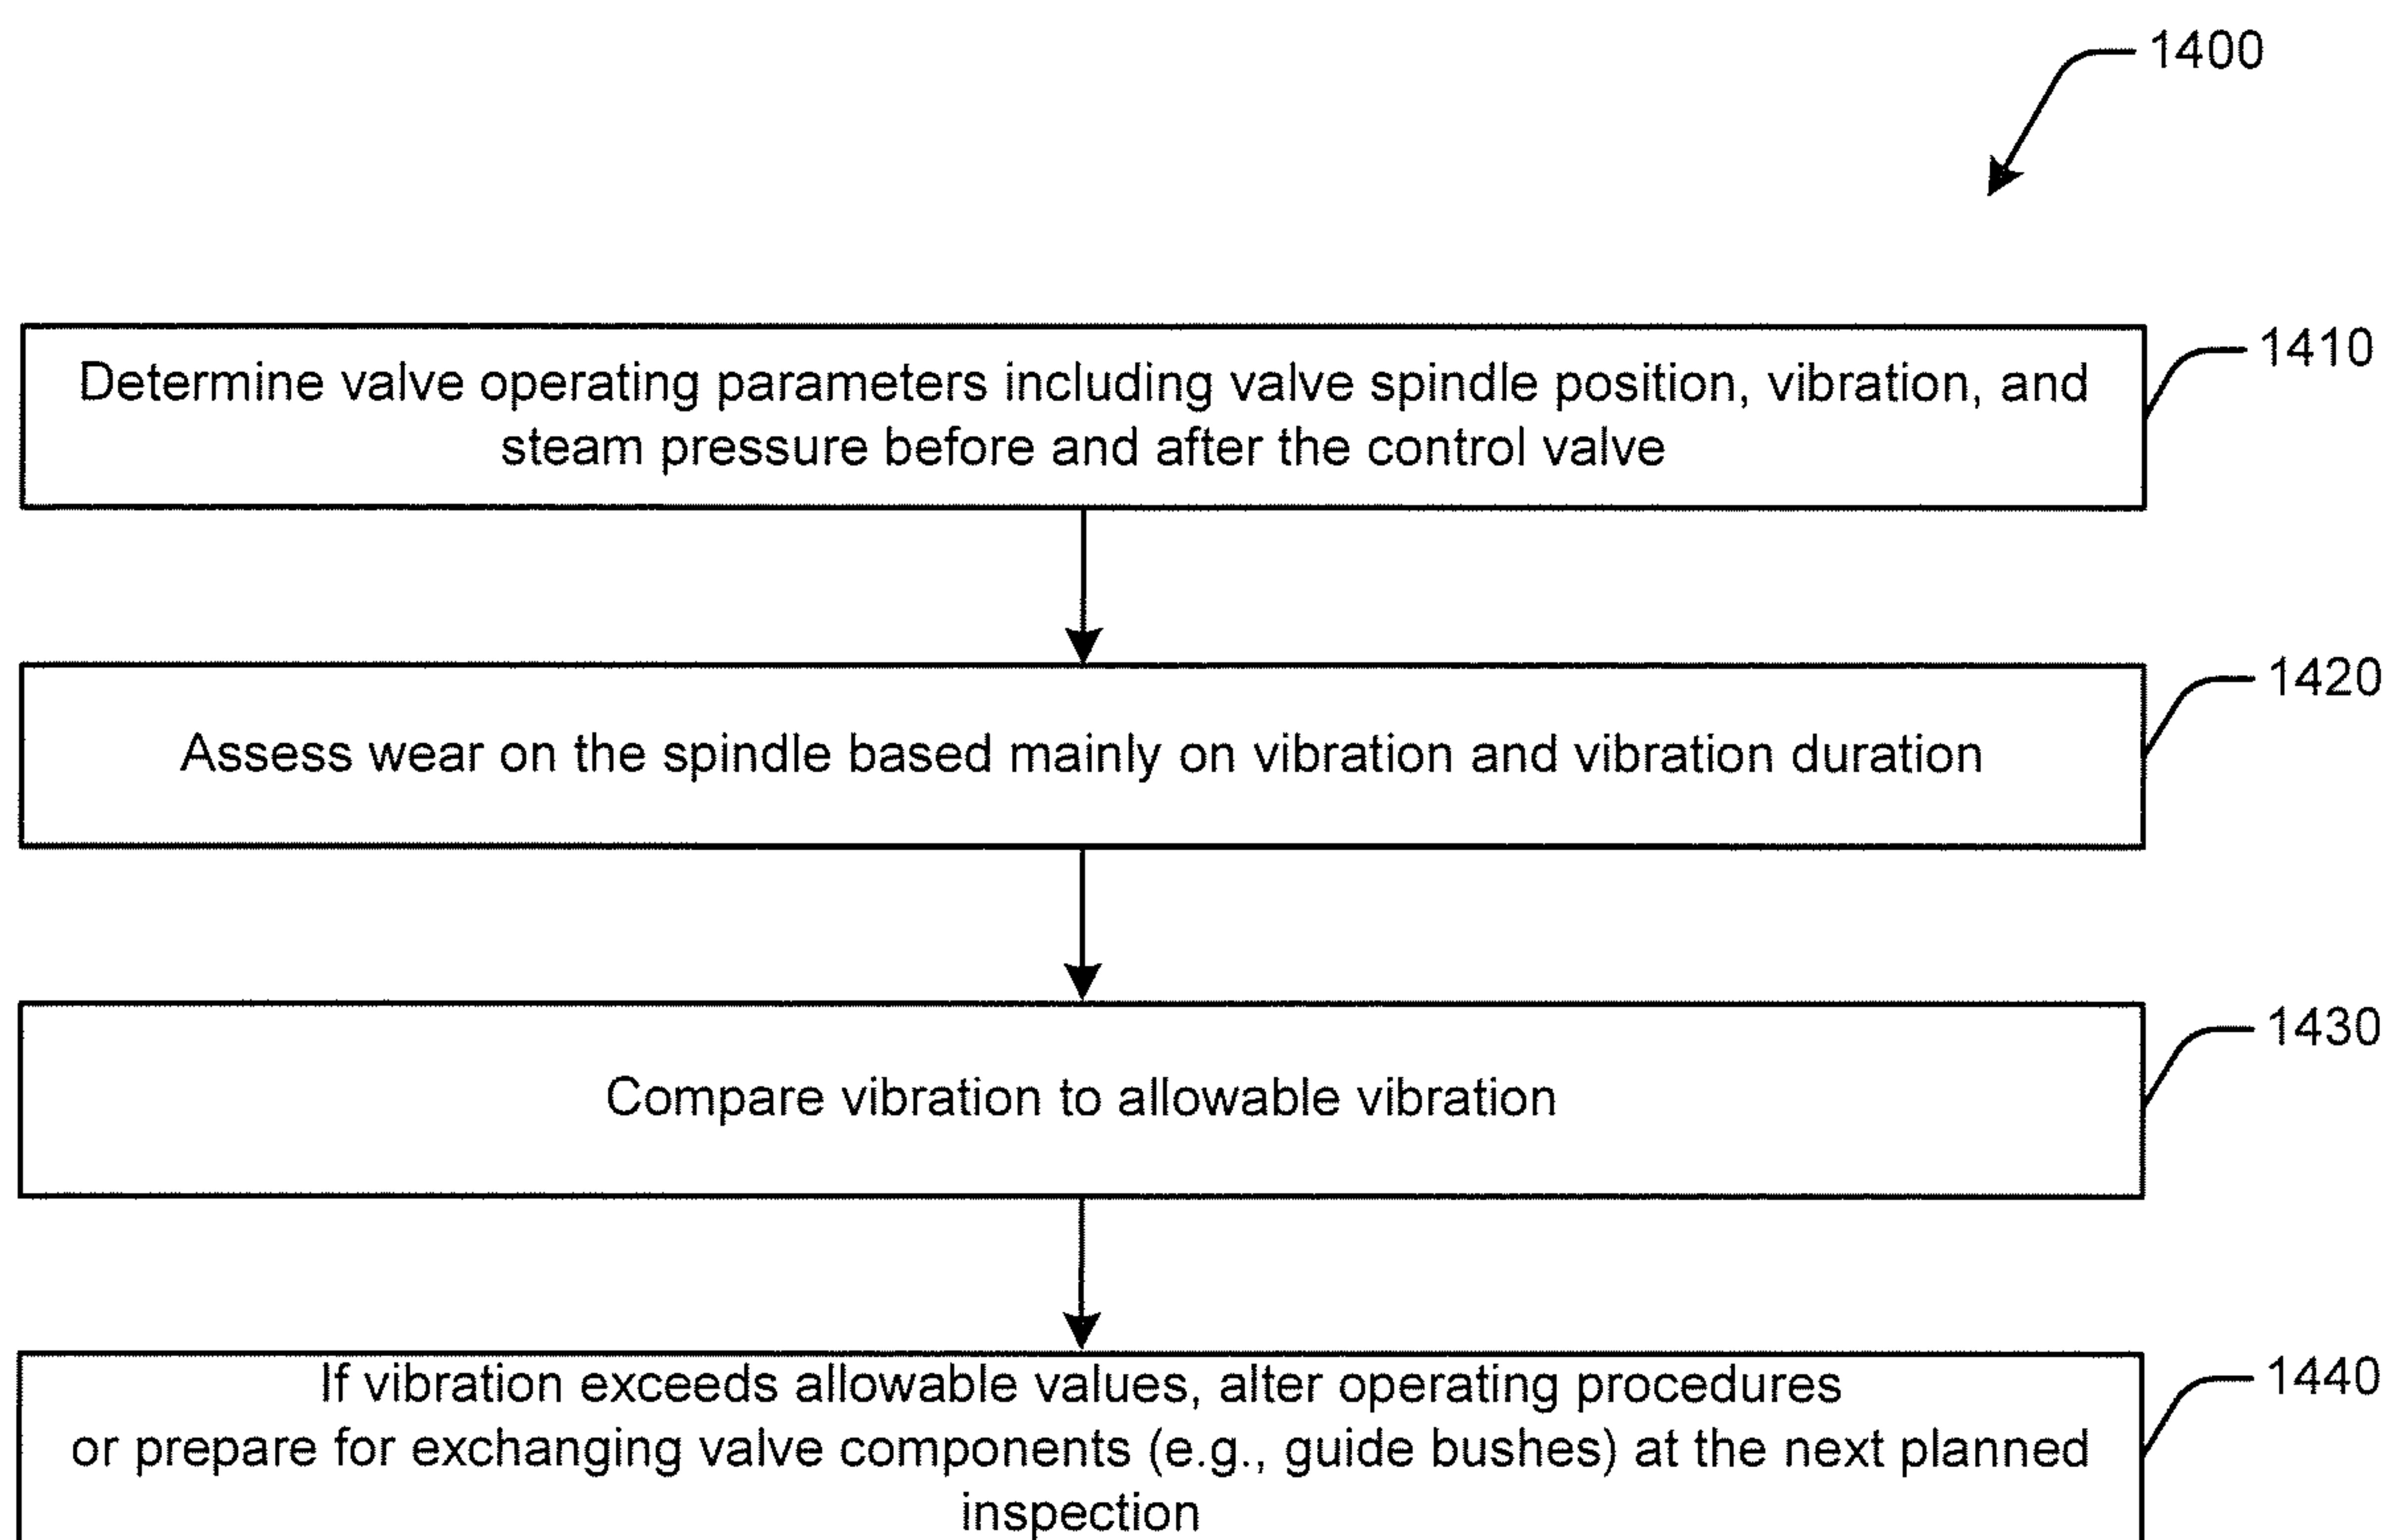 1400
Determine valve operating parameters including valve spindle position, vibration, and
steam pressure before and after the control valve
1410
Assess wear on the spindle based mainly on vibration and vibration duration
1420
Compare vibration to allowable vibration
1430
If vibration exceeds allowable values, alter operating procedures
or prepare for exchanging valve components (e.g., guide bushes) at the next planned
inspection
1440